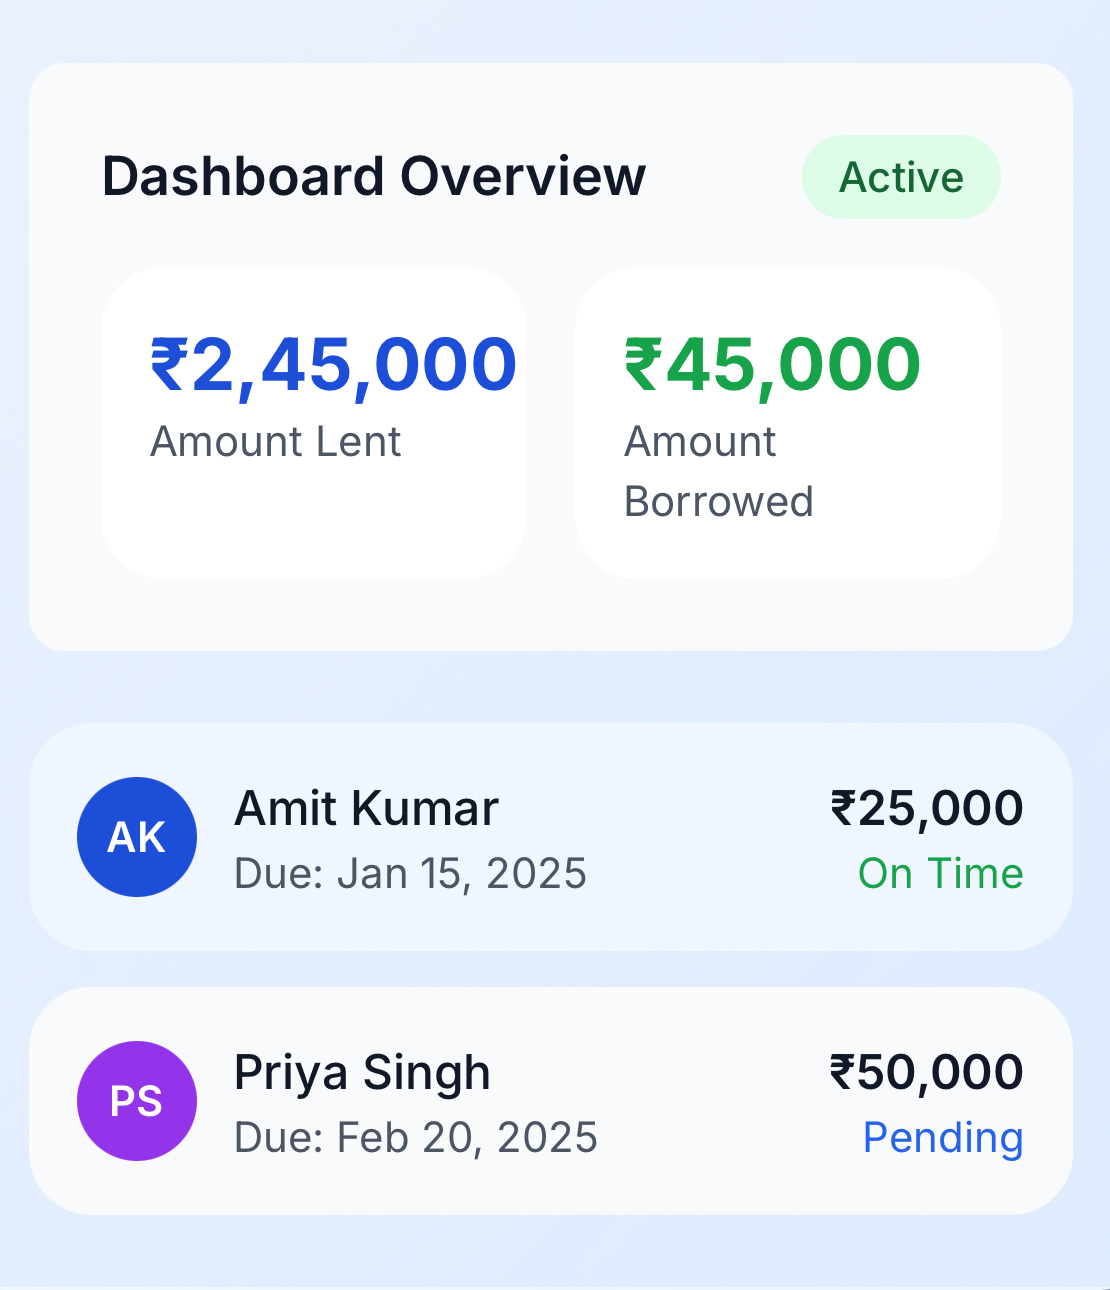 Dashboard Overview
Active
₹2,45,000
Amount Lent
₹45,000
Amount
Borrowed
AK
Amit Kumar
Due: Jan 15, 2025
₹25,000
On Time
PS
Priya Singh
Due: Feb 20, 2025
₹50,000
Pending